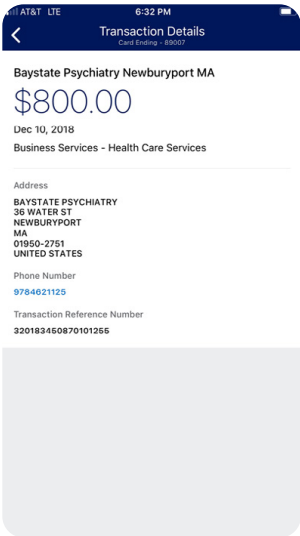 AT&T LTE 6:32 PM
Transaction Details
Card Ending - 89007
Baystate Psychiatry Newburyport MA
$800.00
Dec 10, 2018
Business Services - Health Care Services
Address
BAYSTATE PSYCHIATRY
36 WATER ST
NEWBURYPORT
MA
01950-2751
UNITED STATES
Phone Number
9784621125
Transaction Reference Number
320183450870101255